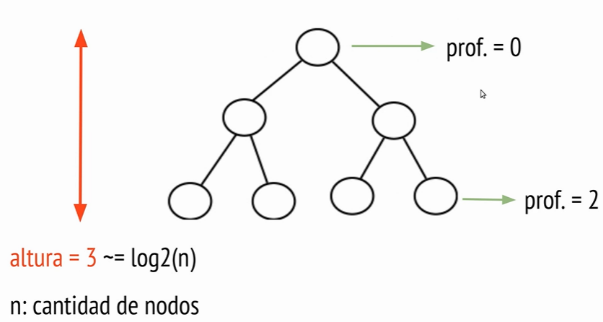 prof. = 0
prof. = 2
altura = 3 ~= log2(n)
n: cantidad de nodos